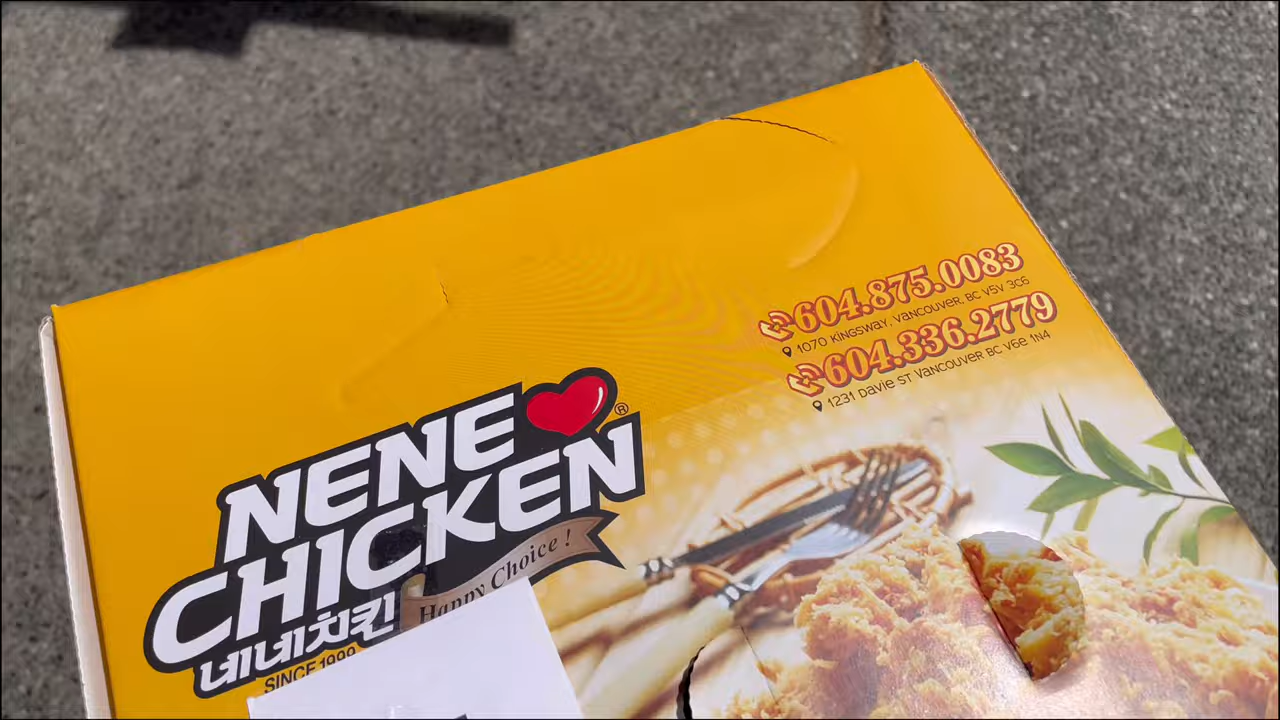 604.875.0083
1070 KINGSWAY, VANCOUVER, BC V5V 3C6
604.336.2779
1231 Davie ST VANCOUVER BC V6E 1N4
NENE
CHICKEN
®
Happy Choice !
네네치킨
SINCE 1999